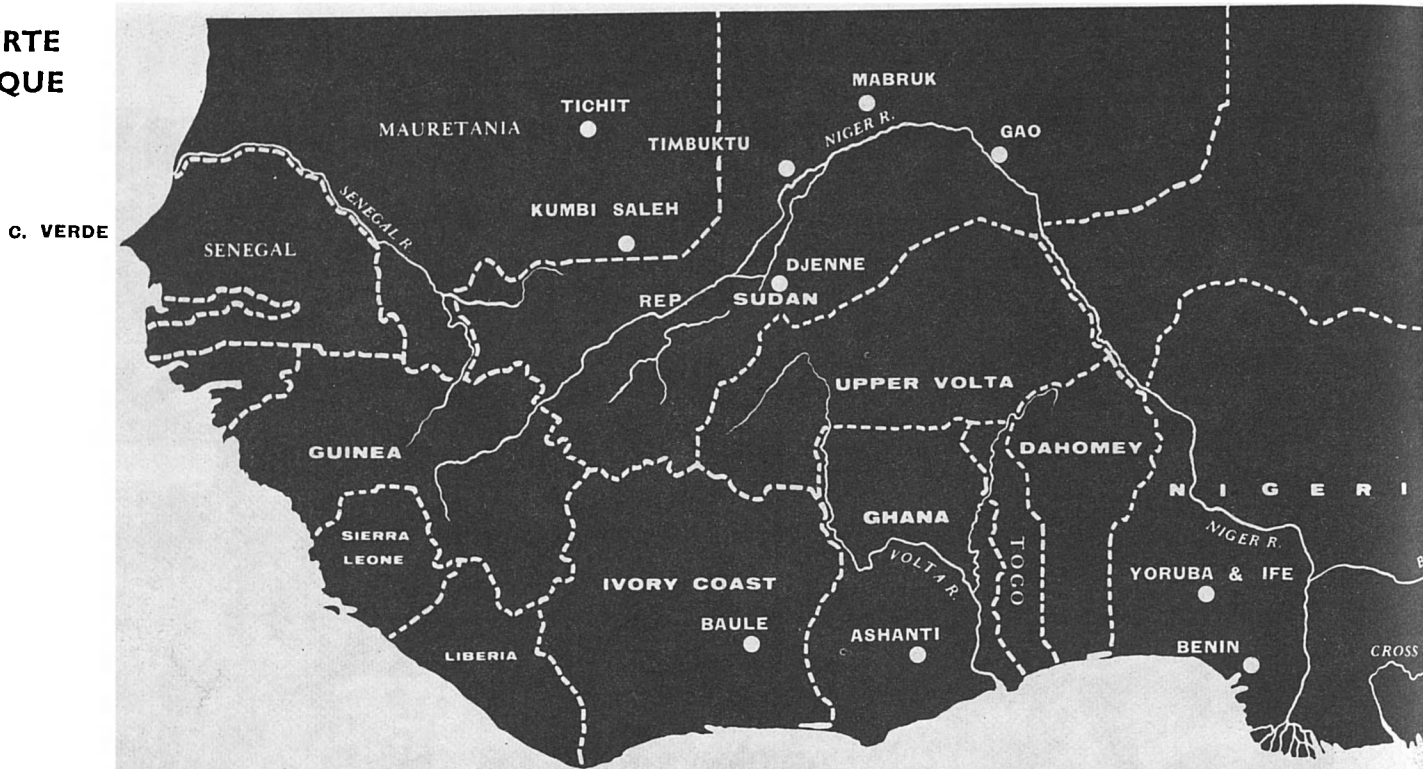 RTE
QUE
C. VERDE
MABRUK
TICHIT
MAURETANIA
NIGER R.
GAO
TIMBUKTU
SENEGAL R
KUMBI SALEH
SENEGAL
DJENNE
REP. SUDAN
UPPER VOLTA
GUINEA
DAHOMEY
NIGERI
GHANA
SIERRA
LEONE
NIGER R.
VOLTA R.
TOGO
IVORY COAST
YORUBA & IFE
BAULE
ASHANTI
BENIN
LIBERIA
CROSS